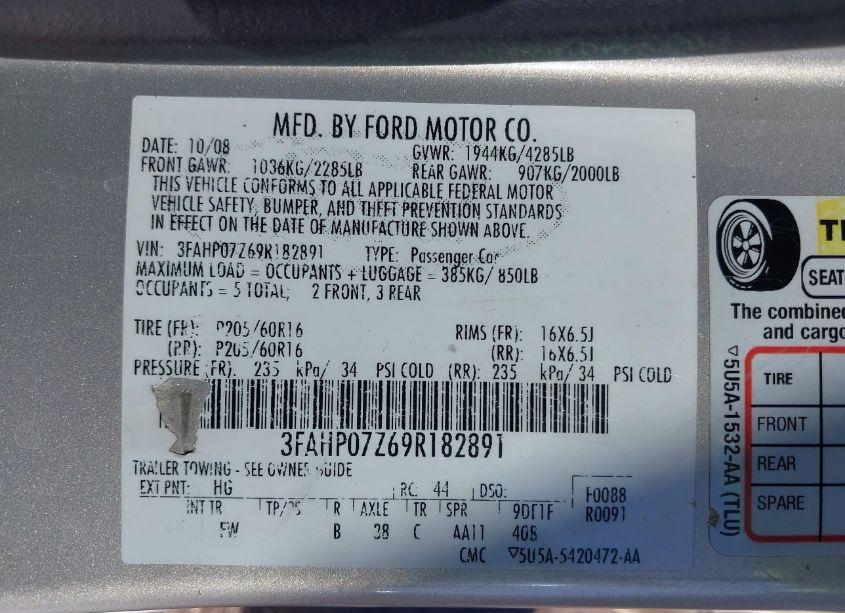 MFD. BY FORD MOTOR CO.
DATE: 10/08 GVWR: 1944KG/4285LB
FRONT GAWR: 1036KG/2285LB REAR GAWR: 907KG/2000LB
THIS VEHICLE CONFORMS TO ALL APPLICABLE FEDERAL MOTOR
VEHICLE SAFETY, BUMPER, AND THEFT PREVENTION STANDARDS
IN EFFECT ON THE DATE OF MANUFACTURE SHOWN ABOVE.
VIN: 3FAHP07Z69R182891 TYPE: Passenger Car
MAXIMUM LOAD = OCCUPANTS + LUGGAGE = 385KG/ 850LB
OCCUPANTS = 5 TOTAL; 2 FRONT, 3 REAR
TIRE (FR): P205/60R16 RIMS (FR): 16X6.5J
(RR): P205/60R16 (RR): 16X6.5J
PRESSURE (FR). 235 kPa/ 34 PSI COLD (RR): 235 kPa/ 34 PSI COLD
3FAHP07Z69R182891
TRAILER TOWING - SEE OWNER GUIDE
EXT PNT: HG RC: 44 DSO: F0088
R0091
INT TR TP/PS R AXLE TR SPR 9DF1F
FW B 38 C AA11 408
CMC ▽5U5A-5420472-AA
SEAT
The combined
and cargo
TIRE
FRONT
REAR
SPARE
▽5U5A-1532-AA (TLU)